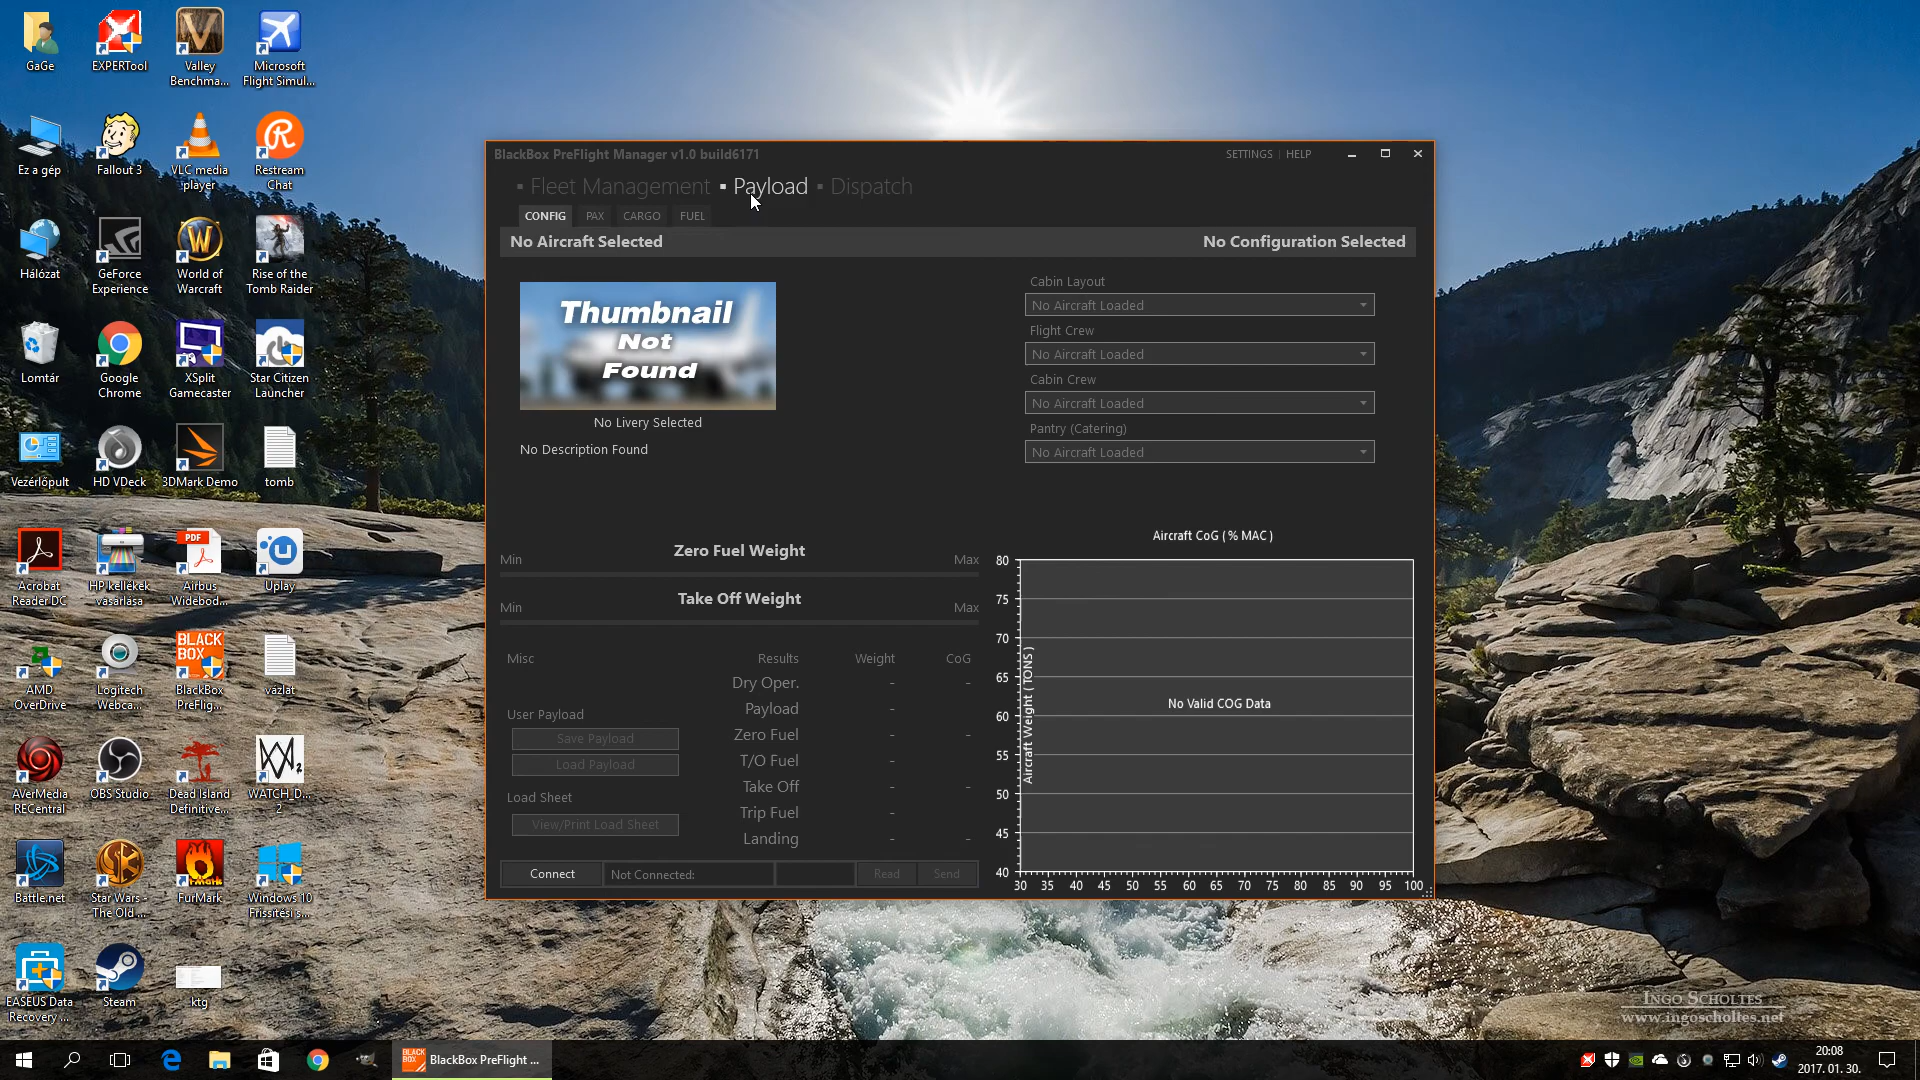 GaGe
EXPERTool
Valley
Benchma...
Microsoft
Flight Simul...
Ez a gép
Fallout 3
VLC media
player
Restream
Chat
Hálózat
GeForce
Experience
World of
Warcraft
Rise of the
Tomb Raider
Lomtár
Google
Chrome
XSplit
Gamecaster
Star Citizen
Launcher
Vezérlőpult
HD VDeck
3DMark Demo
tomb
Acrobat
Reader DC
HP kellékek
vásárlása
PDF
Airbus
Widebod...
Uplay
AMD
OverDrive
Logitech
Webca...
BLACK
BOX
BlackBox
PreFlig...
vázlat
AVerMedia
RECentral
OBS Studio
Dead Island
Definitive...
WATCH_D...
2
Battle.net
Star Wars -
The Old ...
FurMark
Windows 10
Frissítési s...
EASEUS Data
Recovery ...
Steam
ktg
BlackBox PreFlight Manager v1.0 build6171
SETTINGS | HELP
Fleet Management Payload Dispatch
CONFIG PAX CARGO FUEL
No Aircraft Selected No Configuration Selected
Thumbnail
Not
Found
No Livery Selected
No Description Found
Cabin Layout
No Aircraft Loaded
Flight Crew
No Aircraft Loaded
Cabin Crew
No Aircraft Loaded
Pantry (Catering)
No Aircraft Loaded
Min Zero Fuel Weight Max
Min Take Off Weight Max
Misc Results Weight CoG
Dry Oper. - -
Payload -
Zero Fuel - -
T/O Fuel -
Take Off - -
Trip Fuel -
Landing - -
User Payload
Save Payload
Load Payload
Load Sheet
View/Print Load Sheet
Connect Not Connected: Read Send
Aircraft CoG ( % MAC )
Aircraft Weight ( TONS )
80
75
70
65
60
55
50
45
40
No Valid COG Data
30 35 40 45 50 55 60 65 70 75 80 85 90 95 100
Ingo Scholtes
www.ingoscholtes.net
BLACK
BOX
BlackBox PreFlight ...
20:08
2017. 01. 30.